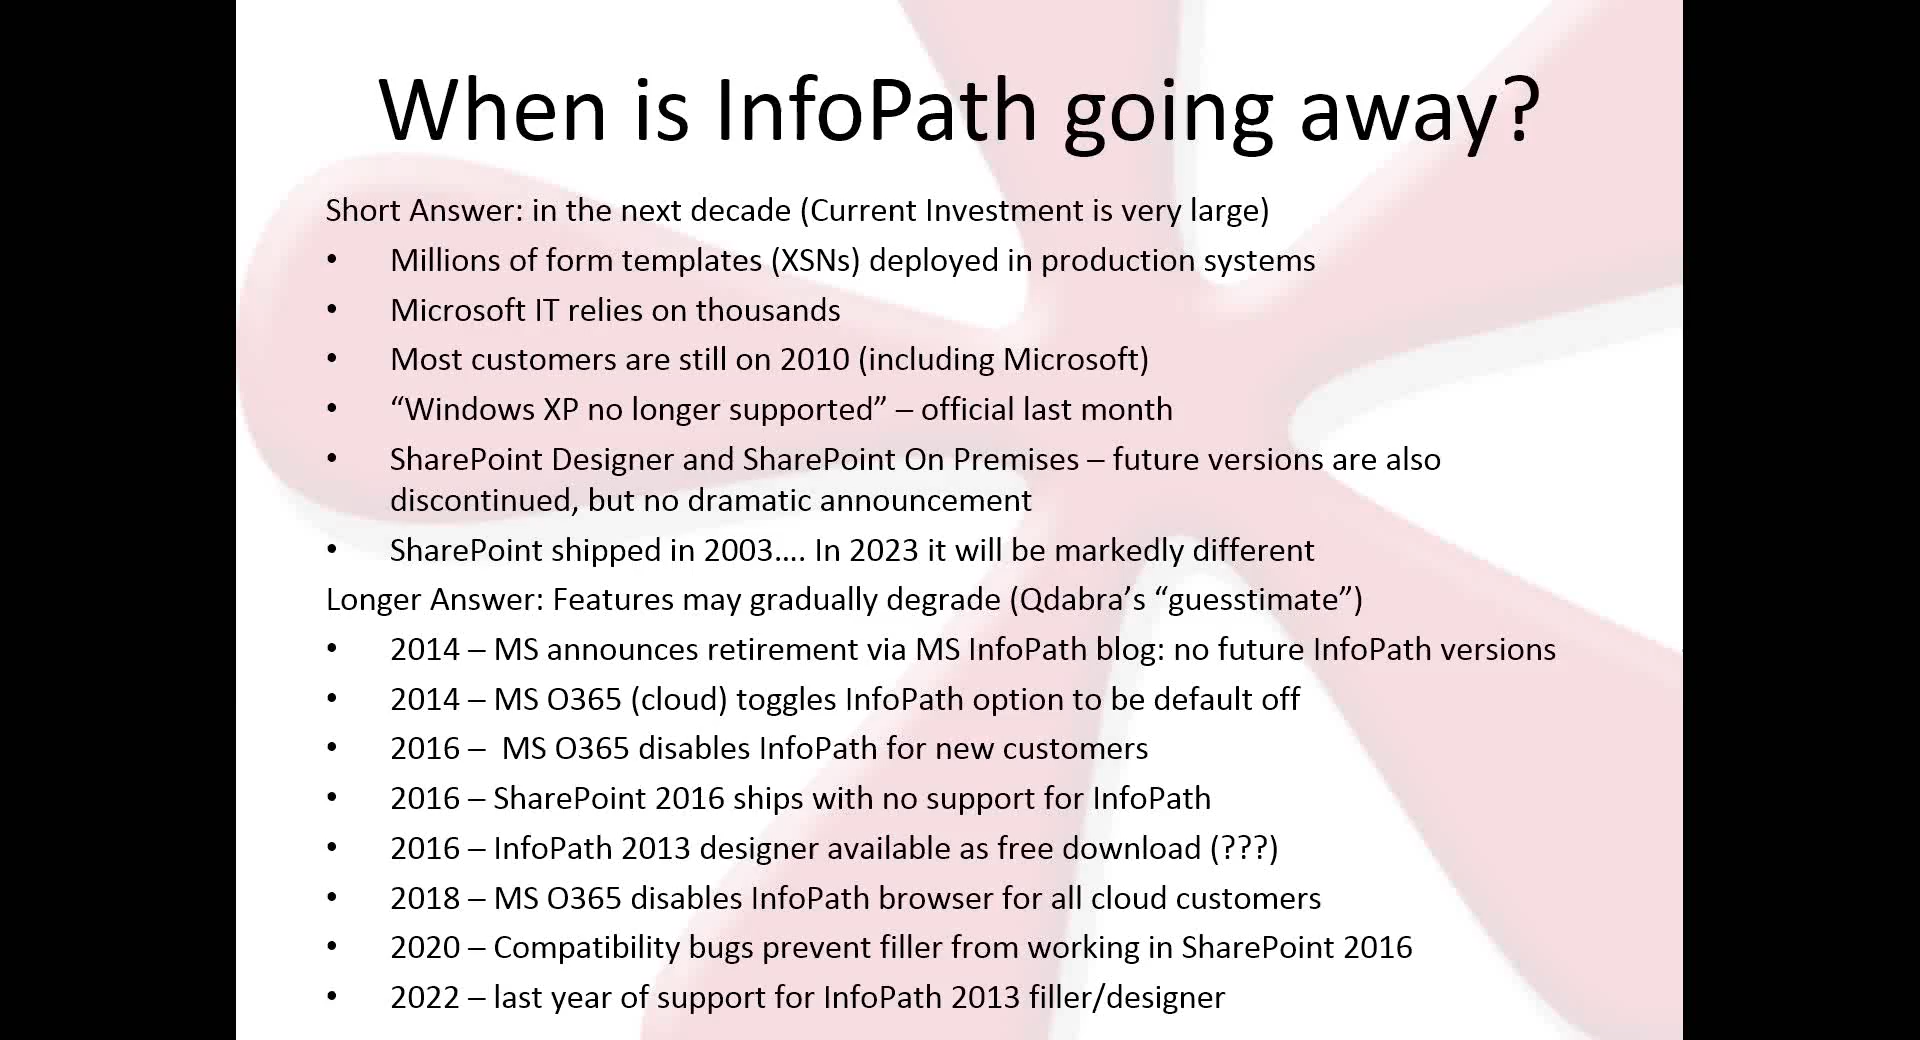 When is InfoPath going away?
Short Answer: in the next decade (Current Investment is very large)
• Millions of form templates (XSNs) deployed in production systems
• Microsoft IT relies on thousands
• Most customers are still on 2010 (including Microsoft)
• “Windows XP no longer supported” – official last month
• SharePoint Designer and SharePoint On Premises – future versions are also
discontinued, but no dramatic announcement
• SharePoint shipped in 2003.... In 2023 it will be markedly different
Longer Answer: Features may gradually degrade (Qdabra’s “guesstimate”)
• 2014 – MS announces retirement via MS InfoPath blog: no future InfoPath versions
• 2014 – MS O365 (cloud) toggles InfoPath option to be default off
• 2016 –  MS O365 disables InfoPath for new customers
• 2016 – SharePoint 2016 ships with no support for InfoPath
• 2016 – InfoPath 2013 designer available as free download (???)
• 2018 – MS O365 disables InfoPath browser for all cloud customers
• 2020 – Compatibility bugs prevent filler from working in SharePoint 2016
• 2022 – last year of support for InfoPath 2013 filler/designer